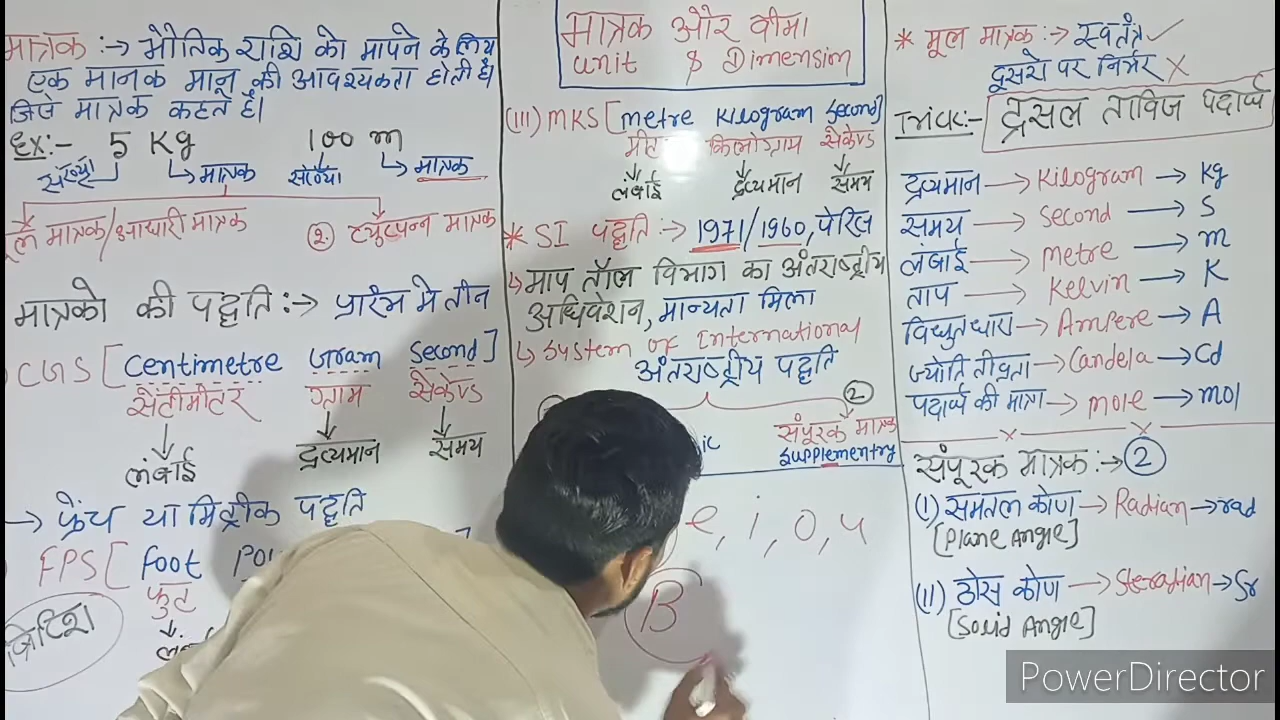 मात्रक :→ भौतिक राशि को मापने के लिय
एक मानक मान की आवश्यकता होती है।
जिसे मात्रक कहते है।
Ex:- 5 Kg 100 m
संख्या मात्रक संख्या मात्रक
ल मात्रक/आधारी मात्रक ②. व्युत्पन्न मात्रक
मात्रको की पद्धति :→ प्रारंभ मे तीन
CGS [Centimetre Gram Second]
सेंटीमीटर ग्राम सेकेण्ड
लंबाई द्रव्यमान समय
→ फ्रेंच या मिट्रीक पद्धति
FPS [Foot
फुट
ब्रिटिश
मात्रक और वीमा
Unit & Dimension
(III) MKS [Metre Kilogram Second]
किलोग्राम सैकेण्ड
लंबाई द्रव्यमान समय
* SI पद्धति :→ 1971/1960, पेरिस
↳ माप तौल विभाग का अंतराष्ट्रीय
अधिवेशन, मान्यता मिला
↳ System of International
अंतराष्ट्रीय पद्धति
②
संपूरक मात्रक
Supplementry
e, i, o, u
B
* मूल मात्रक :→ स्वतंत्र ✓
दूसरो पर निर्भर X
Trick:- द्रसल ताविज पदार्थ
द्रव्यमान → Kilogram → Kg
समय → Second → S
लंबाई → Metre → m
ताप → Kelvin → K
विधुतधारा → Ampere → A
ज्योति तीव्रता → Candela → Cd
पदार्थ की मात्रा → Mole → mol
संपूरक मात्रक :→ ②
(I) समतल कोण → Radian → rad
[Plane Angle]
(II) ठोस कोण → Steradian → Sr
[Solid Angle]
PowerDirector